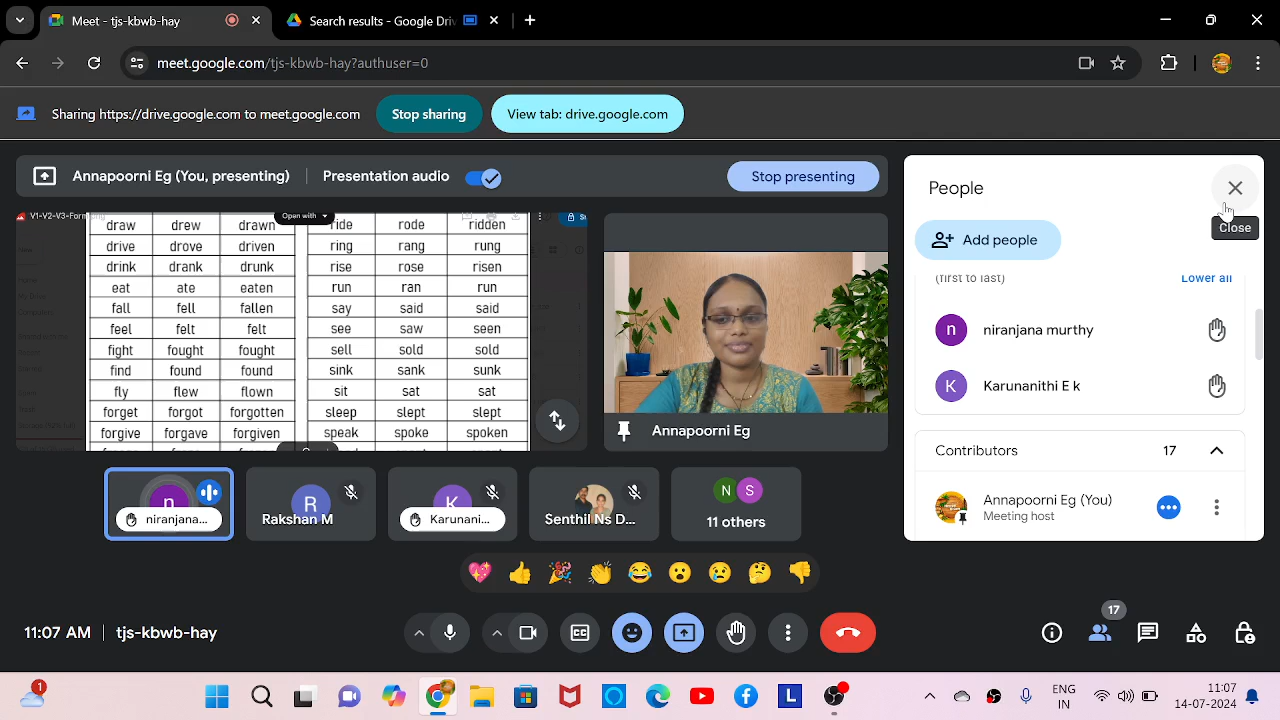 Meet - tjs-kbwb-hay
Search results - Google Driv
meet.google.com/tjs-kbwb-hay?authuser=0
Sharing https://drive.google.com to meet.google.com
Stop sharing
View tab: drive.google.com
Annapoorni Eg (You, presenting)
Presentation audio
Stop presenting
V1-V2-V3-Form.png
Open with
draw drew drawn ride rode ridden
drive drove driven ring rang rung
drink drank drunk rise rose risen
eat ate eaten run ran run
fall fell fallen say said said
feel felt felt see saw seen
fight fought fought sell sold sold
find found found sink sank sunk
fly flew flown sit sat sat
forget forgot forgotten sleep slept slept
forgive forgave forgiven speak spoke spoken
Annapoorni Eg
niranjana...
R
Rakshan M
K
Karunani...
Senthil Ns D...
N S
11 others
People
Close
Add people
(first to last)
Lower all
n niranjana murthy
K Karunanithi E k
Contributors 17
Annapoorni Eg (You)
Meeting host
11:07 AM | tjs-kbwb-hay
CC
17
1
L
ENG
IN
11:07
14-07-2024